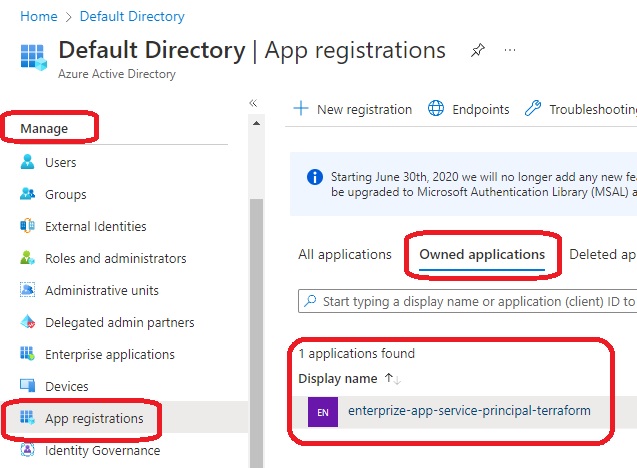 Home > Default Directory >
Default Directory | App registrations
Azure Active Directory
Manage
Users
Groups
External Identities
Roles and administrators
Administrative units
Delegated admin partners
Enterprise applications
Devices
App registrations
Identity Governance
New registration Endpoints Troubleshooting
Starting June 30th, 2020 we will no longer add any new fea
be upgraded to Microsoft Authentication Library (MSAL) a
All applications Owned applications Deleted ap
Start typing a display name or application (client) ID to
1 applications found
Display name
EN enterprize-app-service-principal-terraform